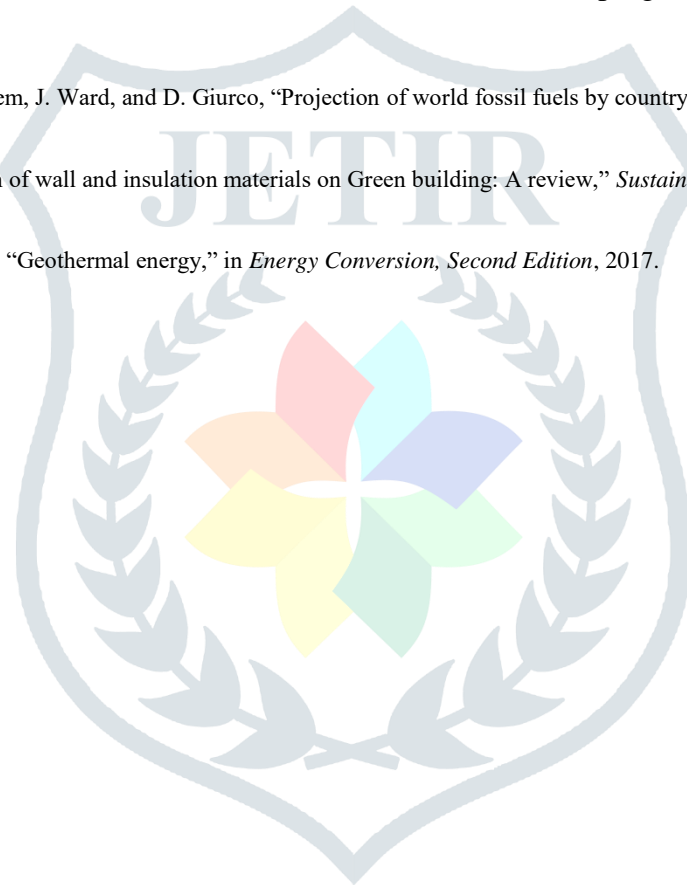 em, J. Ward, and D. Giurco, “Projection of world fossil fuels by country
of wall and insulation materials on Green building: A review,” Sustain
“Geothermal energy,” in Energy Conversion, Second Edition, 2017.
JETIR